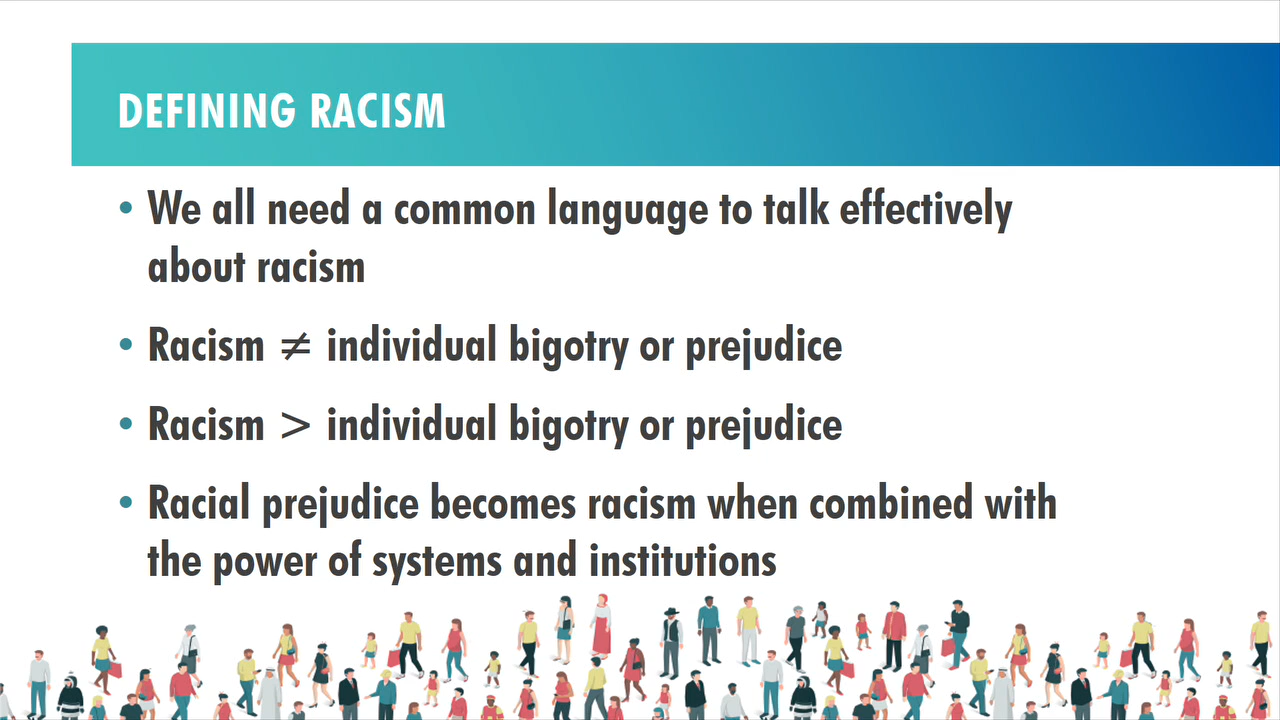 DEFINING RACISM
• We all need a common language to talk effectively
about racism
• Racism ≠ individual bigotry or prejudice
• Racism > individual bigotry or prejudice
• Racial prejudice becomes racism when combined with
the power of systems and institutions